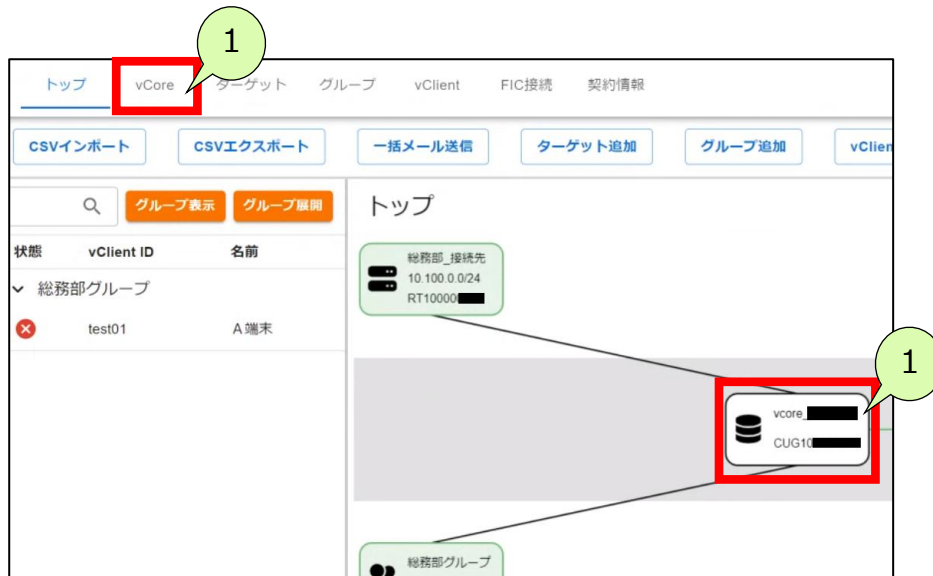 1
トップ vCore ターゲット グループ vClient FIC接続 契約情報
CSVインポート CSVエクスポート 一括メール送信 ターゲット追加 グループ追加 vClien
グループ表示 グループ展開
トップ
状態 vClient ID 名前
総務部グループ
test01 A端末
総務部_接続先
10.100.0.0/24
RT10000
1
vcore_
CUG10
総務部グループ